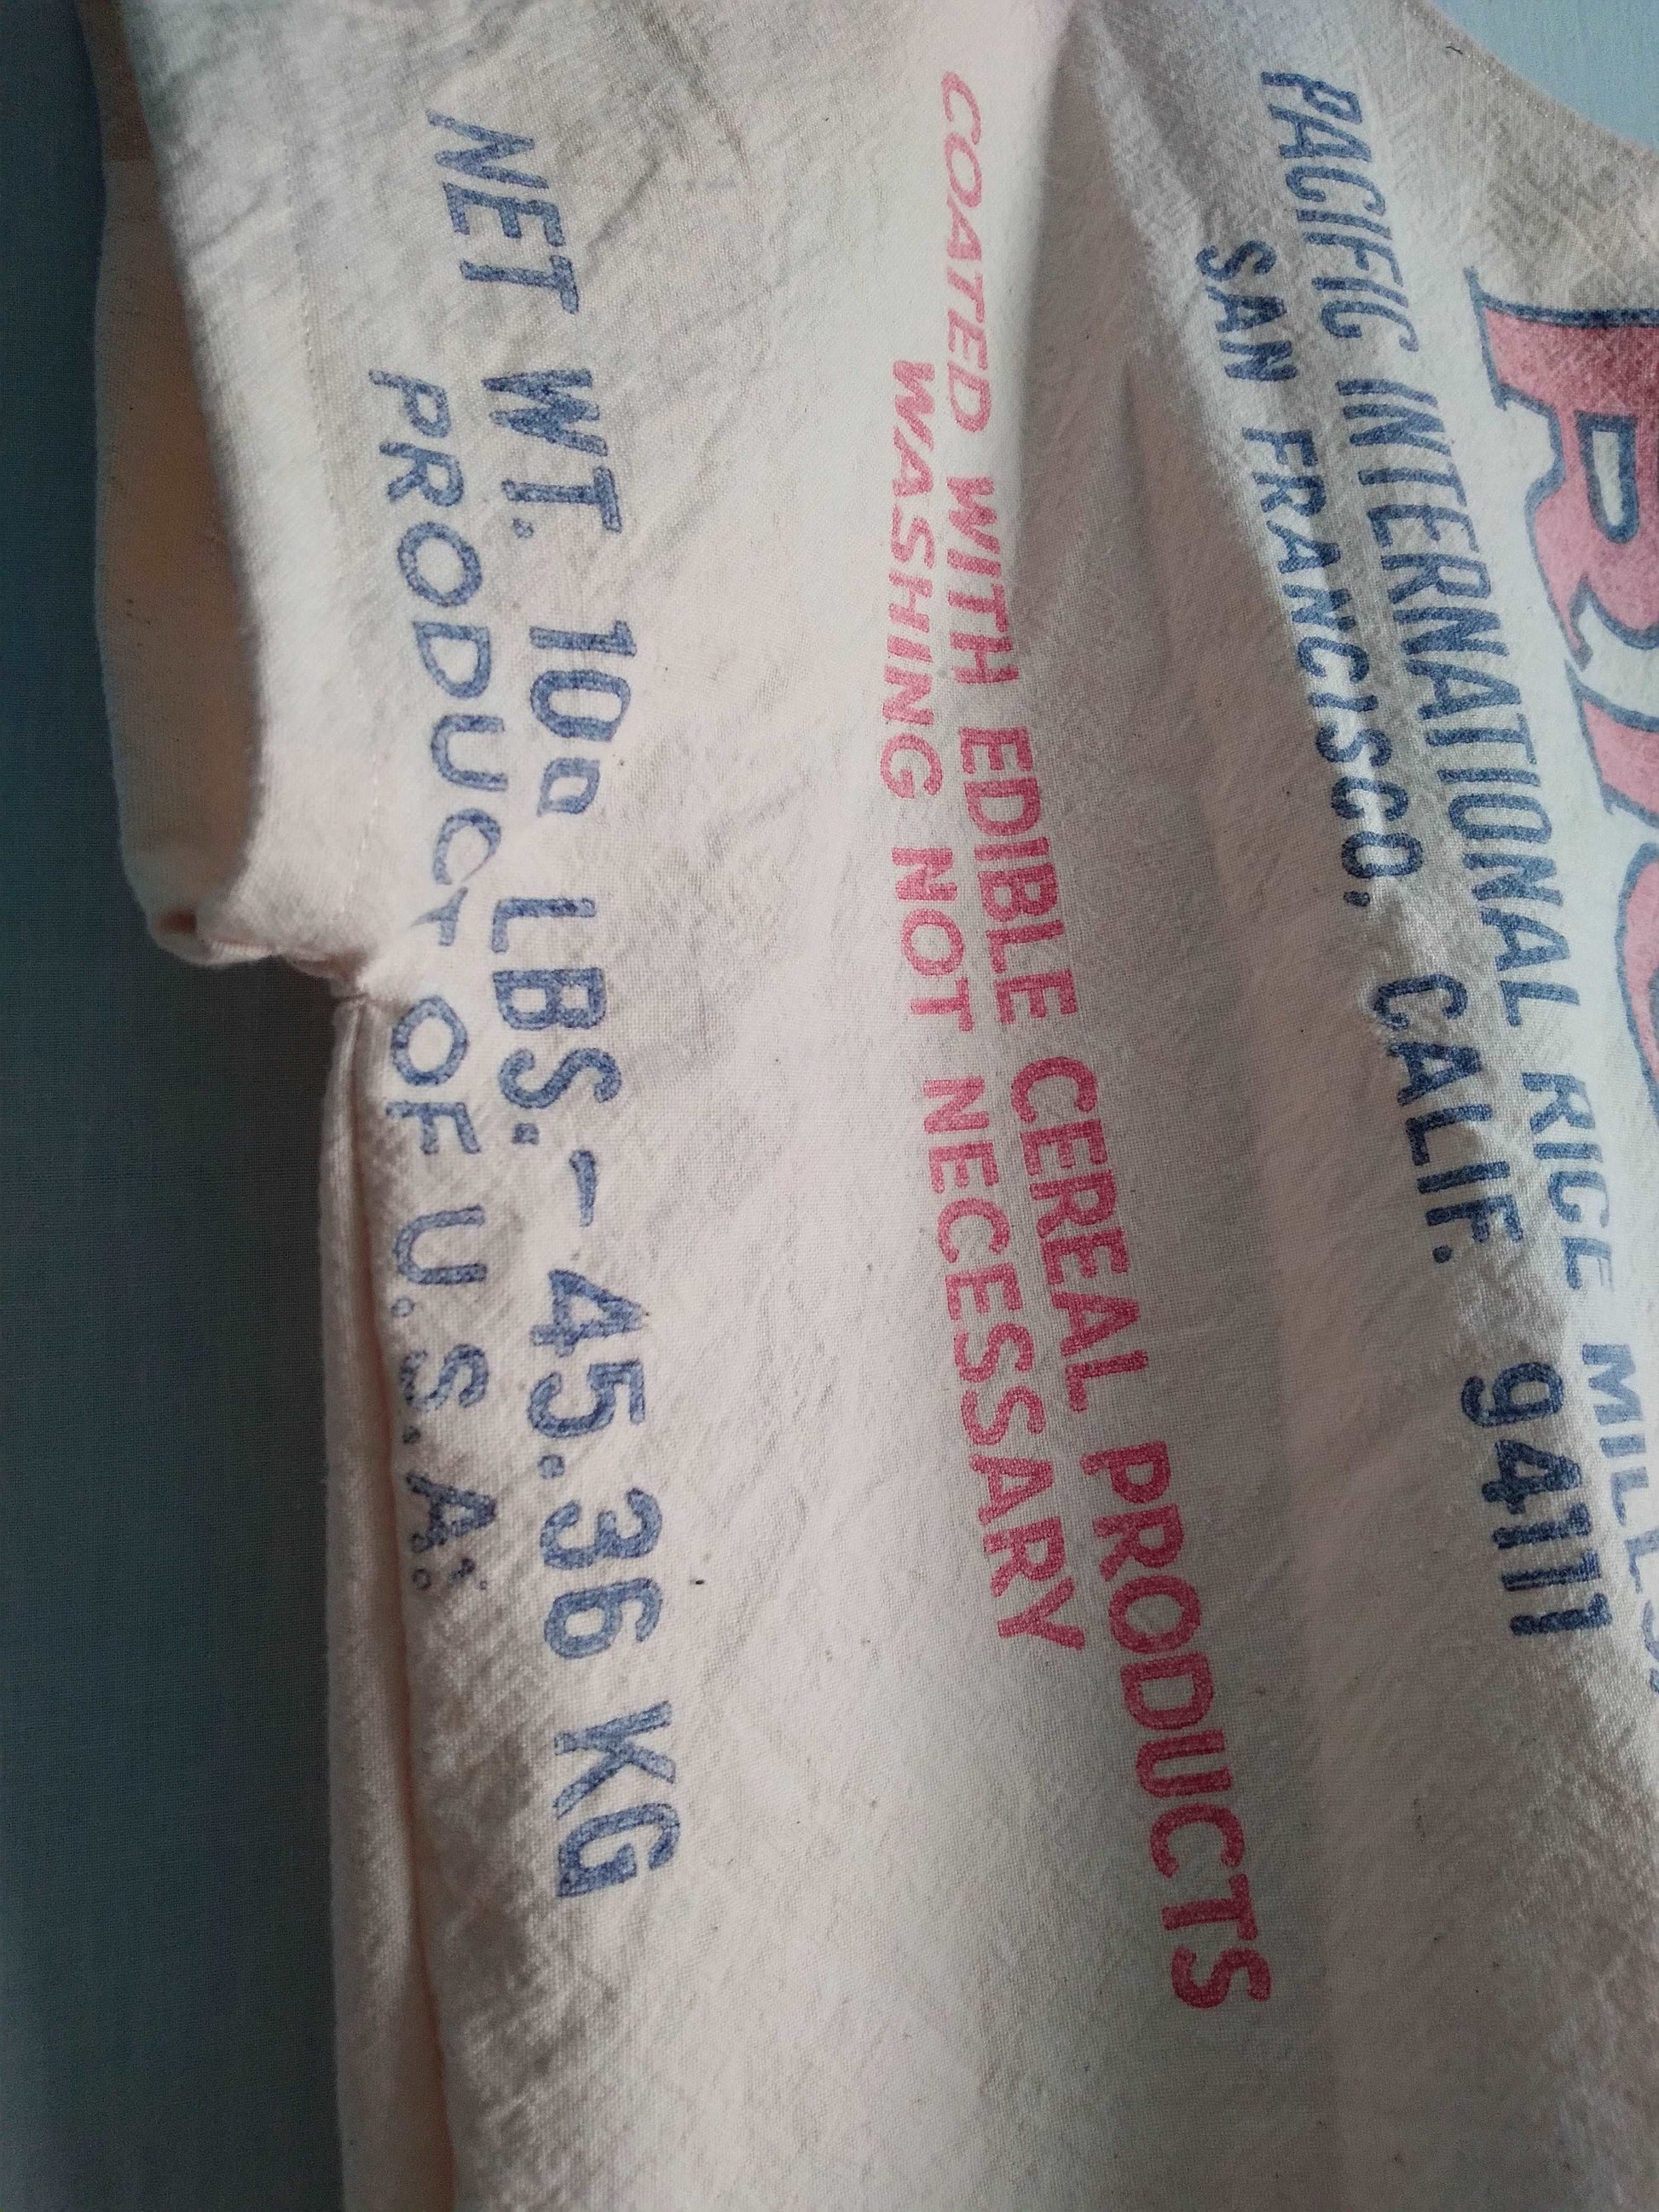 RIC
PACIFIC INTERNATIONAL RICE MILLS,
SAN FRANCISCO, CALIF. 94111
COATED WITH EDIBLE CEREAL PRODUCTS
WASHING NOT NECESSARY
NET WT. 100 LBS. - 45.36 KG
PRODUCT OF U.S.A.